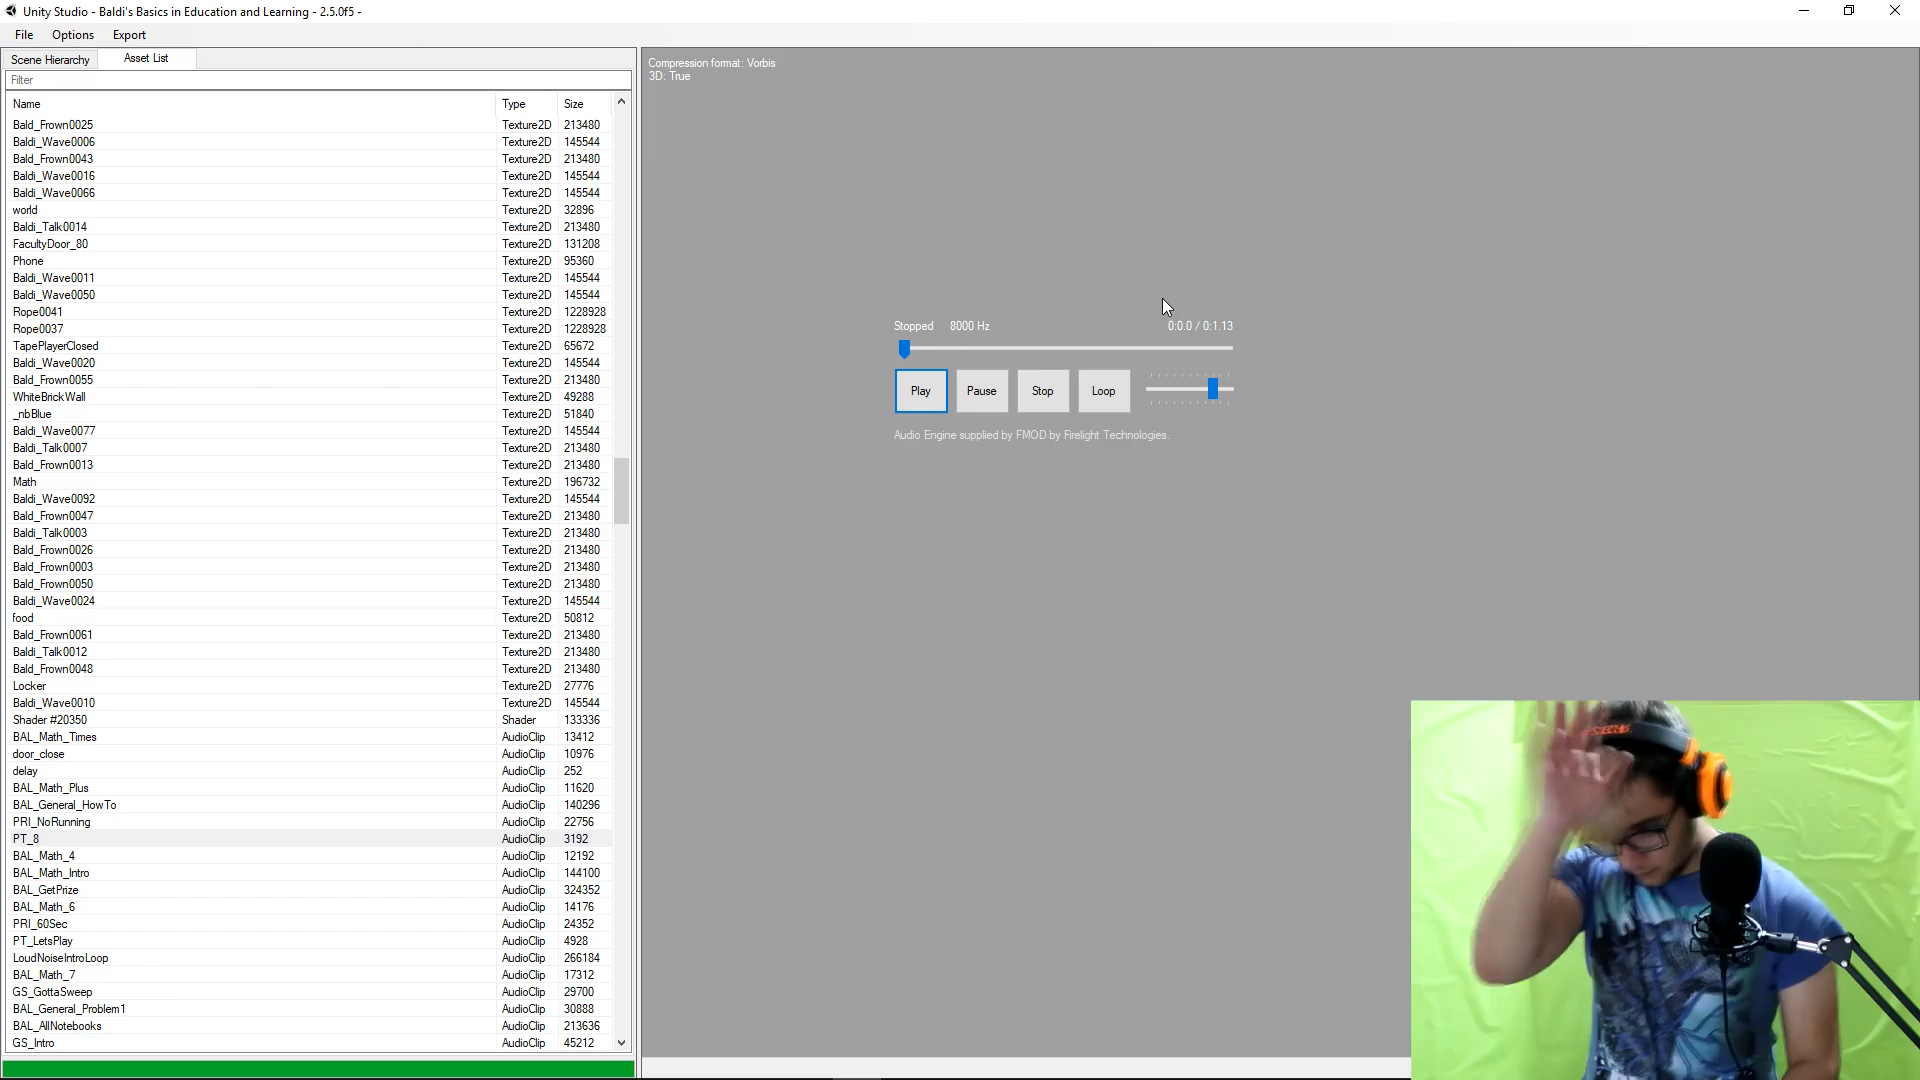 Unity Studio - Baldi's Basics in Education and Learning - 2.5.0f5 -
File Options Export
Scene Hierarchy Asset List
Filter
Name Type Size
Bald_Frown0025 Texture2D 213480
Baldi_Wave0006 Texture2D 145544
Bald_Frown0043 Texture2D 213480
Baldi_Wave0016 Texture2D 145544
Baldi_Wave0066 Texture2D 145544
world Texture2D 32896
Baldi_Talk0014 Texture2D 213480
FacultyDoor_80 Texture2D 131208
Phone Texture2D 95360
Baldi_Wave0011 Texture2D 145544
Baldi_Wave0050 Texture2D 145544
Rope0041 Texture2D 1228928
Rope0037 Texture2D 1228928
TapePlayerClosed Texture2D 65672
Baldi_Wave0020 Texture2D 145544
Bald_Frown0055 Texture2D 213480
WhiteBrickWall Texture2D 49288
_nbBlue Texture2D 51840
Baldi_Wave0077 Texture2D 145544
Baldi_Talk0007 Texture2D 213480
Bald_Frown0013 Texture2D 213480
Math Texture2D 196732
Baldi_Wave0092 Texture2D 145544
Bald_Frown0047 Texture2D 213480
Baldi_Talk0003 Texture2D 213480
Bald_Frown0026 Texture2D 213480
Bald_Frown0003 Texture2D 213480
Bald_Frown0050 Texture2D 213480
Baldi_Wave0024 Texture2D 145544
food Texture2D 50812
Bald_Frown0061 Texture2D 213480
Baldi_Talk0012 Texture2D 213480
Bald_Frown0048 Texture2D 213480
Locker Texture2D 27776
Baldi_Wave0010 Texture2D 145544
Shader #20350 Shader 133336
BAL_Math_Times AudioClip 13412
door_close AudioClip 10976
delay AudioClip 252
BAL_Math_Plus AudioClip 11620
BAL_General_HowTo AudioClip 140296
PRI_NoRunning AudioClip 22756
PT_8 AudioClip 3192
BAL_Math_4 AudioClip 12192
BAL_Math_Intro AudioClip 144100
BAL_GetPrize AudioClip 324352
BAL_Math_6 AudioClip 14176
PRI_60Sec AudioClip 24352
PT_LetsPlay AudioClip 4928
LoudNoiseIntroLoop AudioClip 266184
BAL_Math_7 AudioClip 17312
GS_GottaSweep AudioClip 29700
BAL_General_Problem1 AudioClip 30888
BAL_AllNotebooks AudioClip 213636
GS_Intro AudioClip 45212
Compression format: Vorbis
3D: True
Stopped 8000 Hz 0:0.0 / 0:1.13
Play Pause Stop Loop
Audio Engine supplied by FMOD by Firelight Technologies.